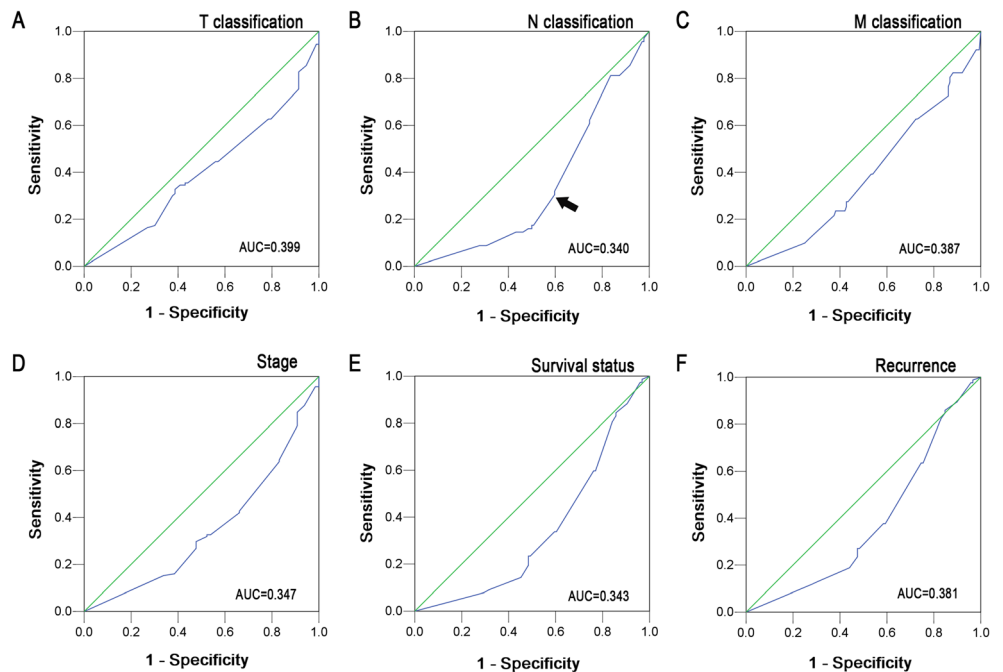 A
T classification
B
N classification
C
M classification
1.0
0.8
0.6
0.4
0.2
0.0
Sensitivity
AUC=0.399
0.0 0.2 0.4 0.6 0.8 1.0
1 - Specificity
1.0
0.8
0.6
0.4
0.2
0.0
Sensitivity
AUC=0.340
0.0 0.2 0.4 0.6 0.8 1.0
1 - Specificity
1.0
0.8
0.6
0.4
0.2
0.0
Sensitivity
AUC=0.387
0.0 0.2 0.4 0.6 0.8 1.0
1 - Specificity
D
Stage
E
Survival status
F
Recurrence
1.0
0.8
0.6
0.4
0.2
0.0
Sensitivity
AUC=0.347
0.0 0.2 0.4 0.6 0.8 1.0
1 - Specificity
1.0
0.8
0.6
0.4
0.2
0.0
Sensitivity
AUC=0.343
0.0 0.2 0.4 0.6 0.8 1.0
1 - Specificity
1.0
0.8
0.6
0.4
0.2
0.0
Sensitivity
AUC=0.381
0.0 0.2 0.4 0.6 0.8 1.0
1 - Specificity